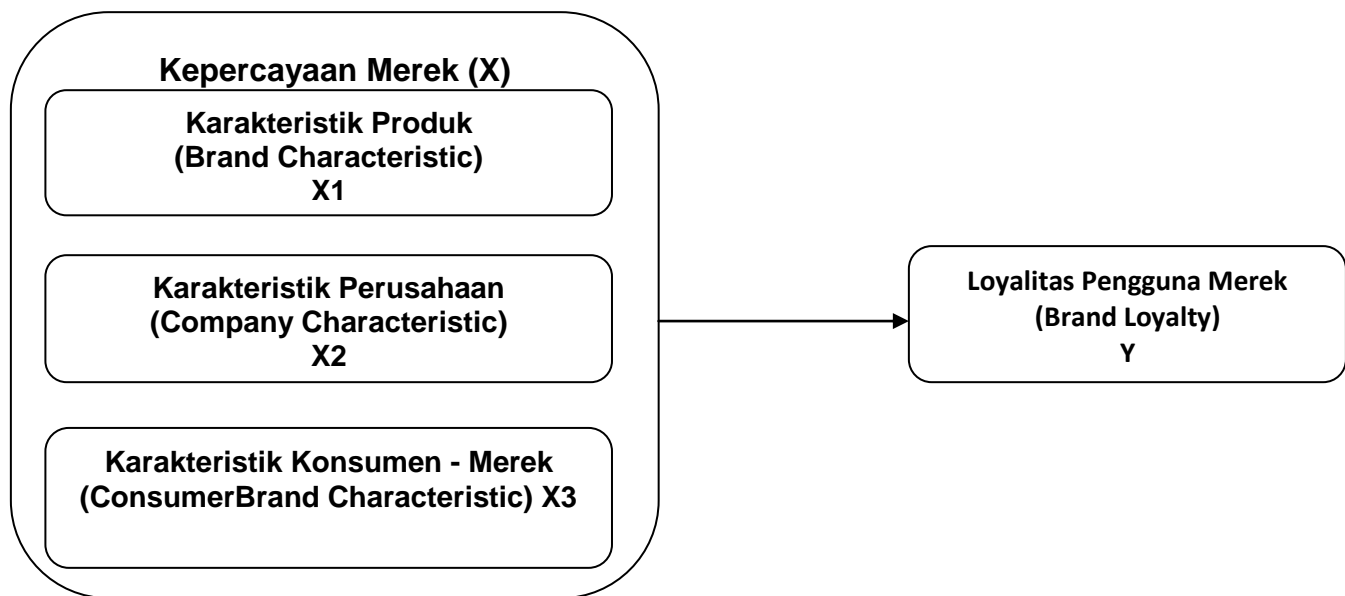 Kepercayaan Merek (X)
Karakteristik Produk
(Brand Characteristic)
X1
Karakteristik Perusahaan
(Company Characteristic)
X2
Karakteristik Konsumen - Merek
(ConsumerBrand Characteristic) X3
Loyalitas Pengguna Merek
(Brand Loyalty)
Y